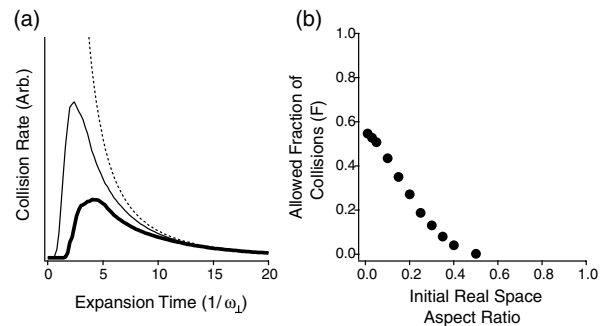 (a)
Collision Rate (Arb.)
0
5
10
15
20
Expansion Time (1/ω⊥)
(b)
Allowed Fraction of
Collisions (F)
1.0
0.8
0.6
0.4
0.2
0.0
0.0
0.2
0.4
0.6
0.8
1.0
Initial Real Space
Aspect Ratio